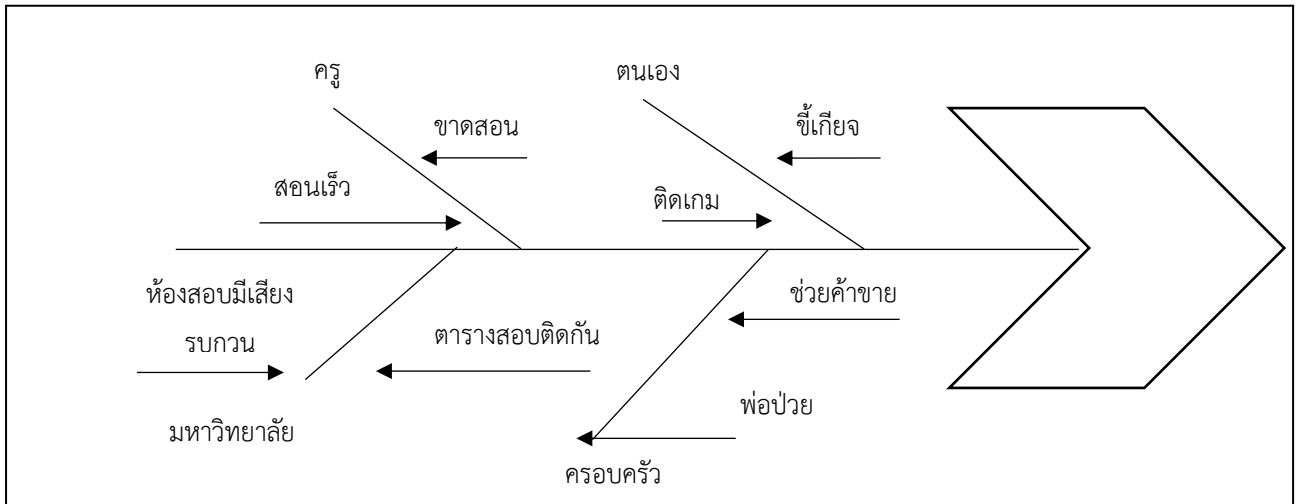 ครู
ตนเอง
ขาดสอน
ขี้เกียจ
สอนเร็ว
ติดเกม
ห้องสอบมีเสียง
รบกวน
ช่วยค้าขาย
ตารางสอบติดกัน
พ่อป่วย
มหาวิทยาลัย
ครอบครัว